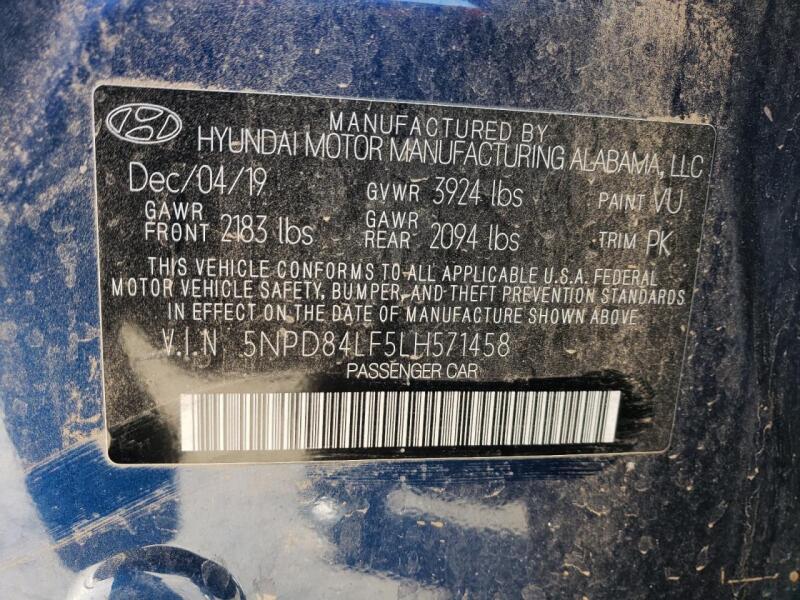 MANUFACTURED BY
HYUNDAI MOTOR MANUFACTURING ALABAMA, LLC
Dec/04/19 GVWR 3924 lbs PAINT VU
GAWR FRONT 2183 lbs GAWR REAR 2094 lbs TRIM PK
THIS VEHICLE CONFORMS TO ALL APPLICABLE U.S.A. FEDERAL
MOTOR VEHICLE SAFETY, BUMPER, AND THEFT PREVENTION STANDARDS
IN EFFECT ON THE DATE OF MANUFACTURE SHOWN ABOVE.
V.I.N 5NPD84LF5LH571458
PASSENGER CAR